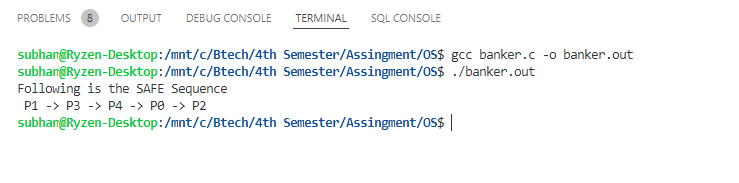 PROBLEMS 8 OUTPUT DEBUG CONSOLE TERMINAL SQL CONSOLE
subhan@Ryzen-Desktop:/mnt/c/Btech/4th Semester/Assingment/OS$ gcc banker.c -o banker.out
subhan@Ryzen-Desktop:/mnt/c/Btech/4th Semester/Assingment/OS$ ./banker.out
Following is the SAFE Sequence
 P1 -> P3 -> P4 -> P0 -> P2
subhan@Ryzen-Desktop:/mnt/c/Btech/4th Semester/Assingment/OS$